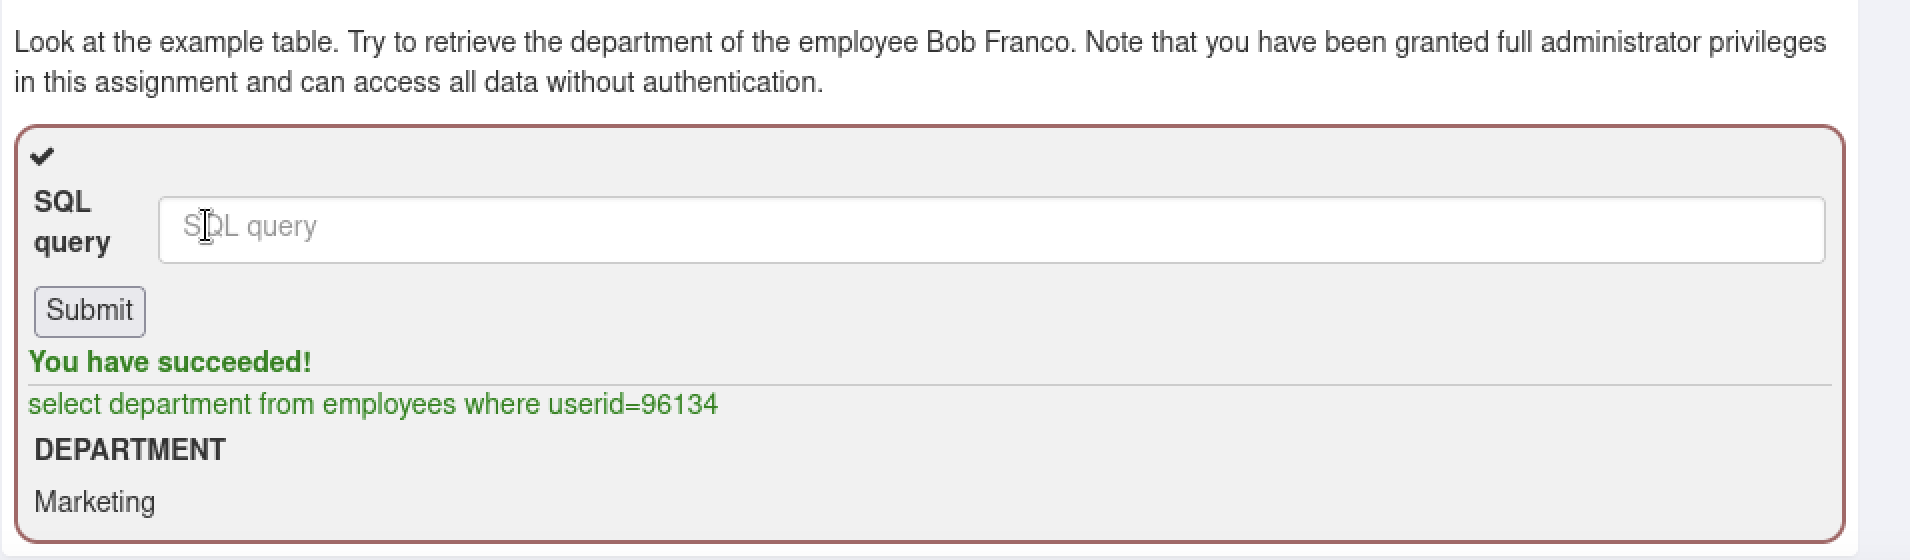 Look at the example table. Try to retrieve the department of the employee Bob Franco. Note that you have been granted full administrator privileges
in this assignment and can access all data without authentication.
✔
SQL
query
SQL query
Submit
You have succeeded!
select department from employees where userid=96134
DEPARTMENT
Marketing